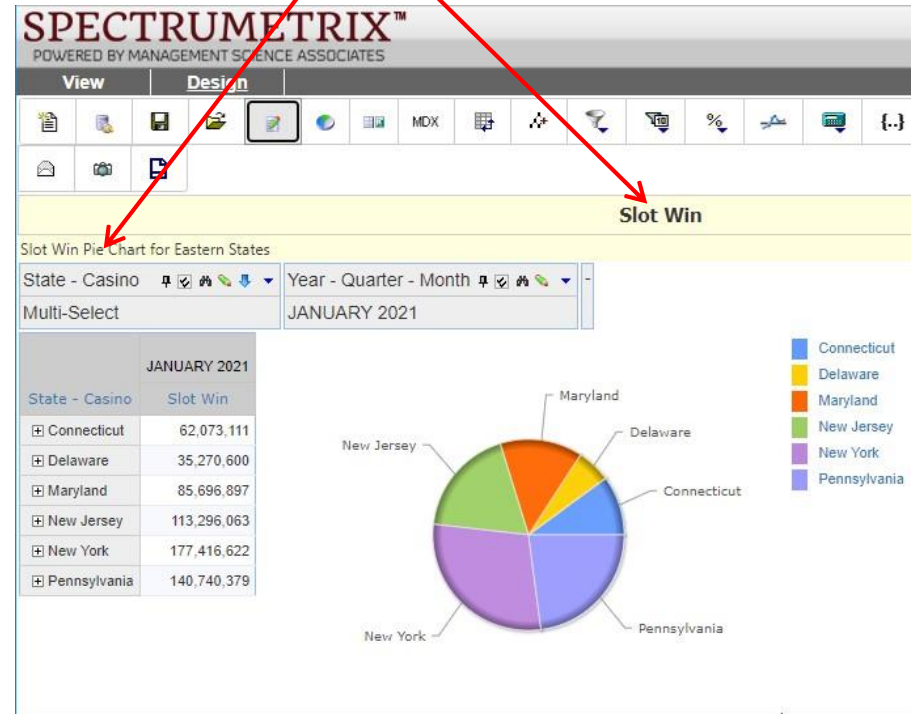 SPECTRUMETRIX™
POWERED BY MANAGEMENT SCIENCE ASSOCIATES
View Design
MDX % {..}
Slot Win
Slot Win Pie Chart for Eastern States
State - Casino Year - Quarter - Month -
Multi-Select JANUARY 2021
JANUARY 2021
State - Casino Slot Win
Connecticut 62,073,111
Delaware 35,270,600
Maryland 85,696,897
New Jersey 113,296,063
New York 177,416,622
Pennsylvania 140,740,379
Maryland
Delaware
New Jersey
Connecticut
New York
Pennsylvania
Connecticut
Delaware
Maryland
New Jersey
New York
Pennsylvania